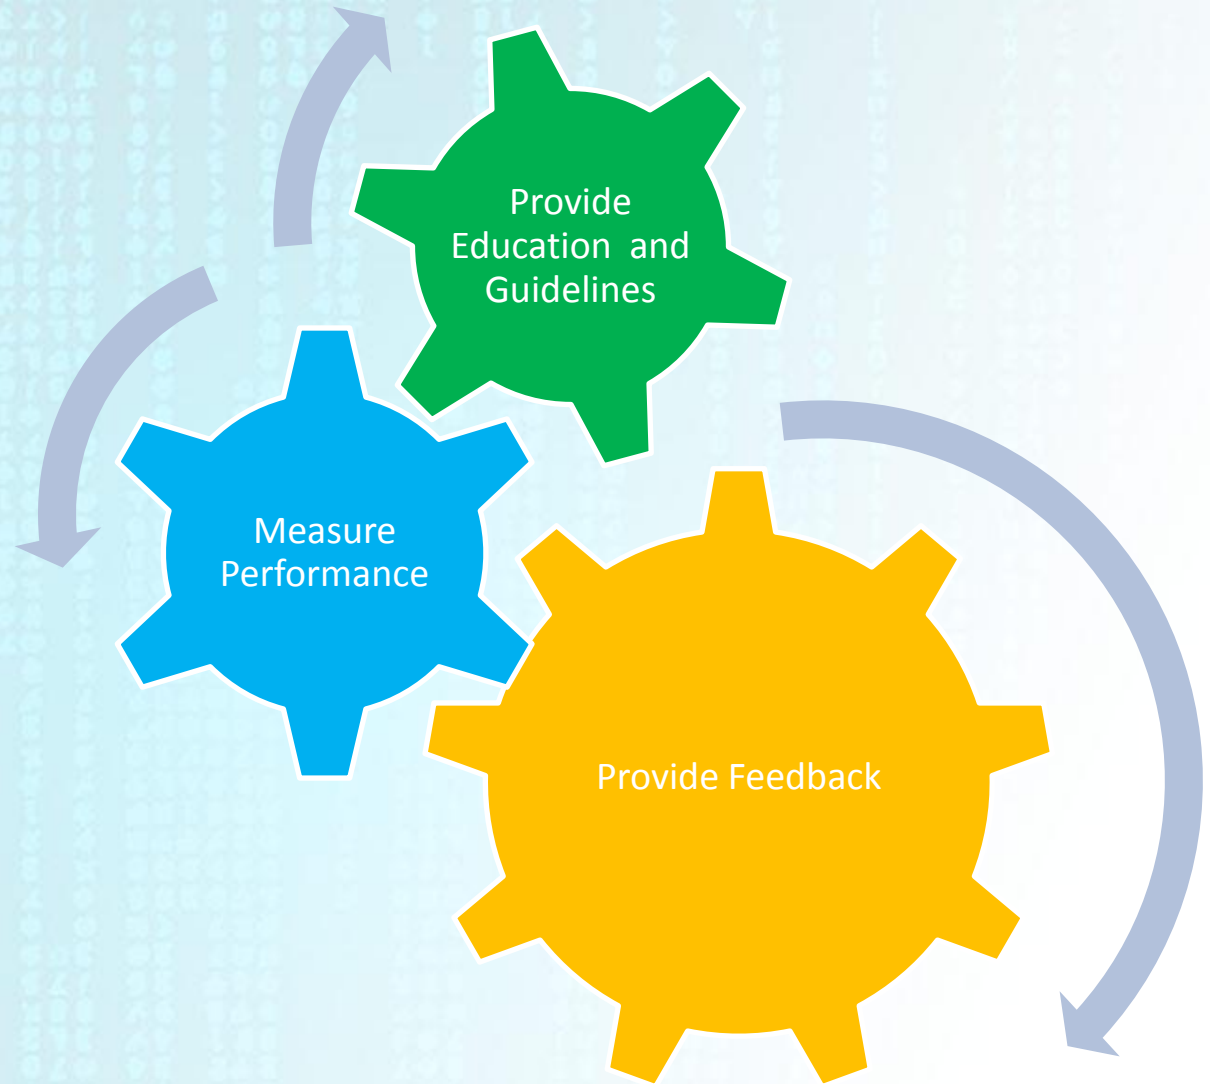 Provide
Education  and
Guidelines
Measure
Performance
Provide Feedback